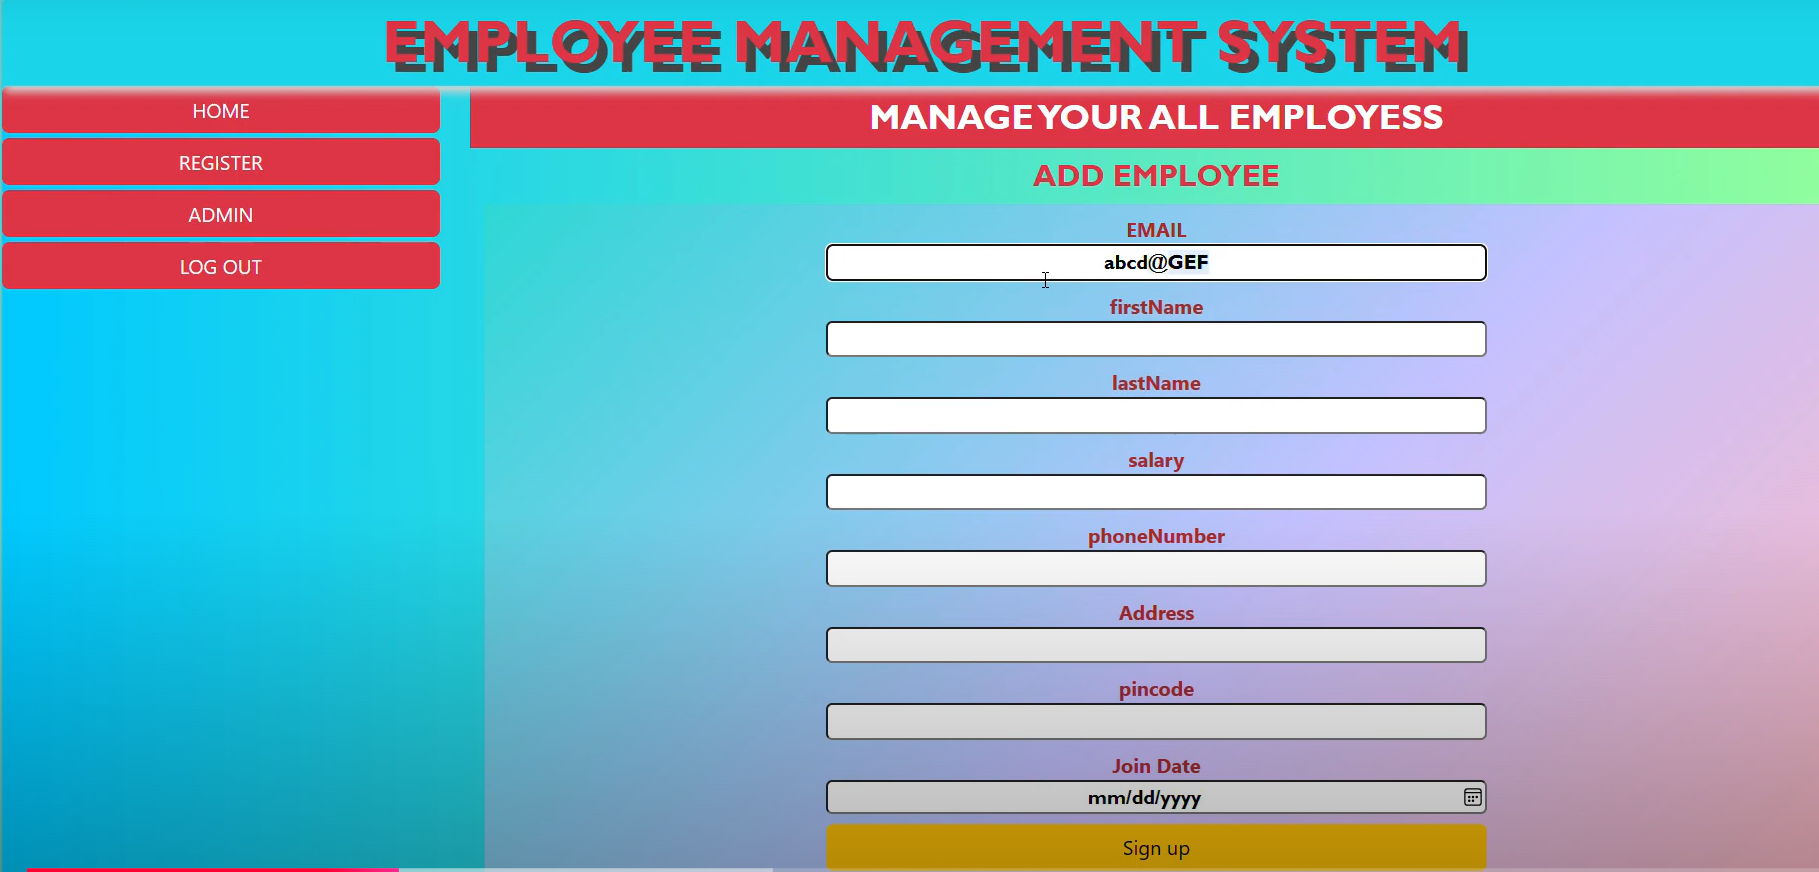 EMPLOYEE MANAGEMENT SYSTEM
HOME
REGISTER
ADMIN
LOG OUT
MANAGE YOUR ALL EMPLOYESS
ADD EMPLOYEE
EMAIL
abcd@GEF
firstName
lastName
salary
phoneNumber
Address
pincode
Join Date
mm/dd/yyyy
Sign up